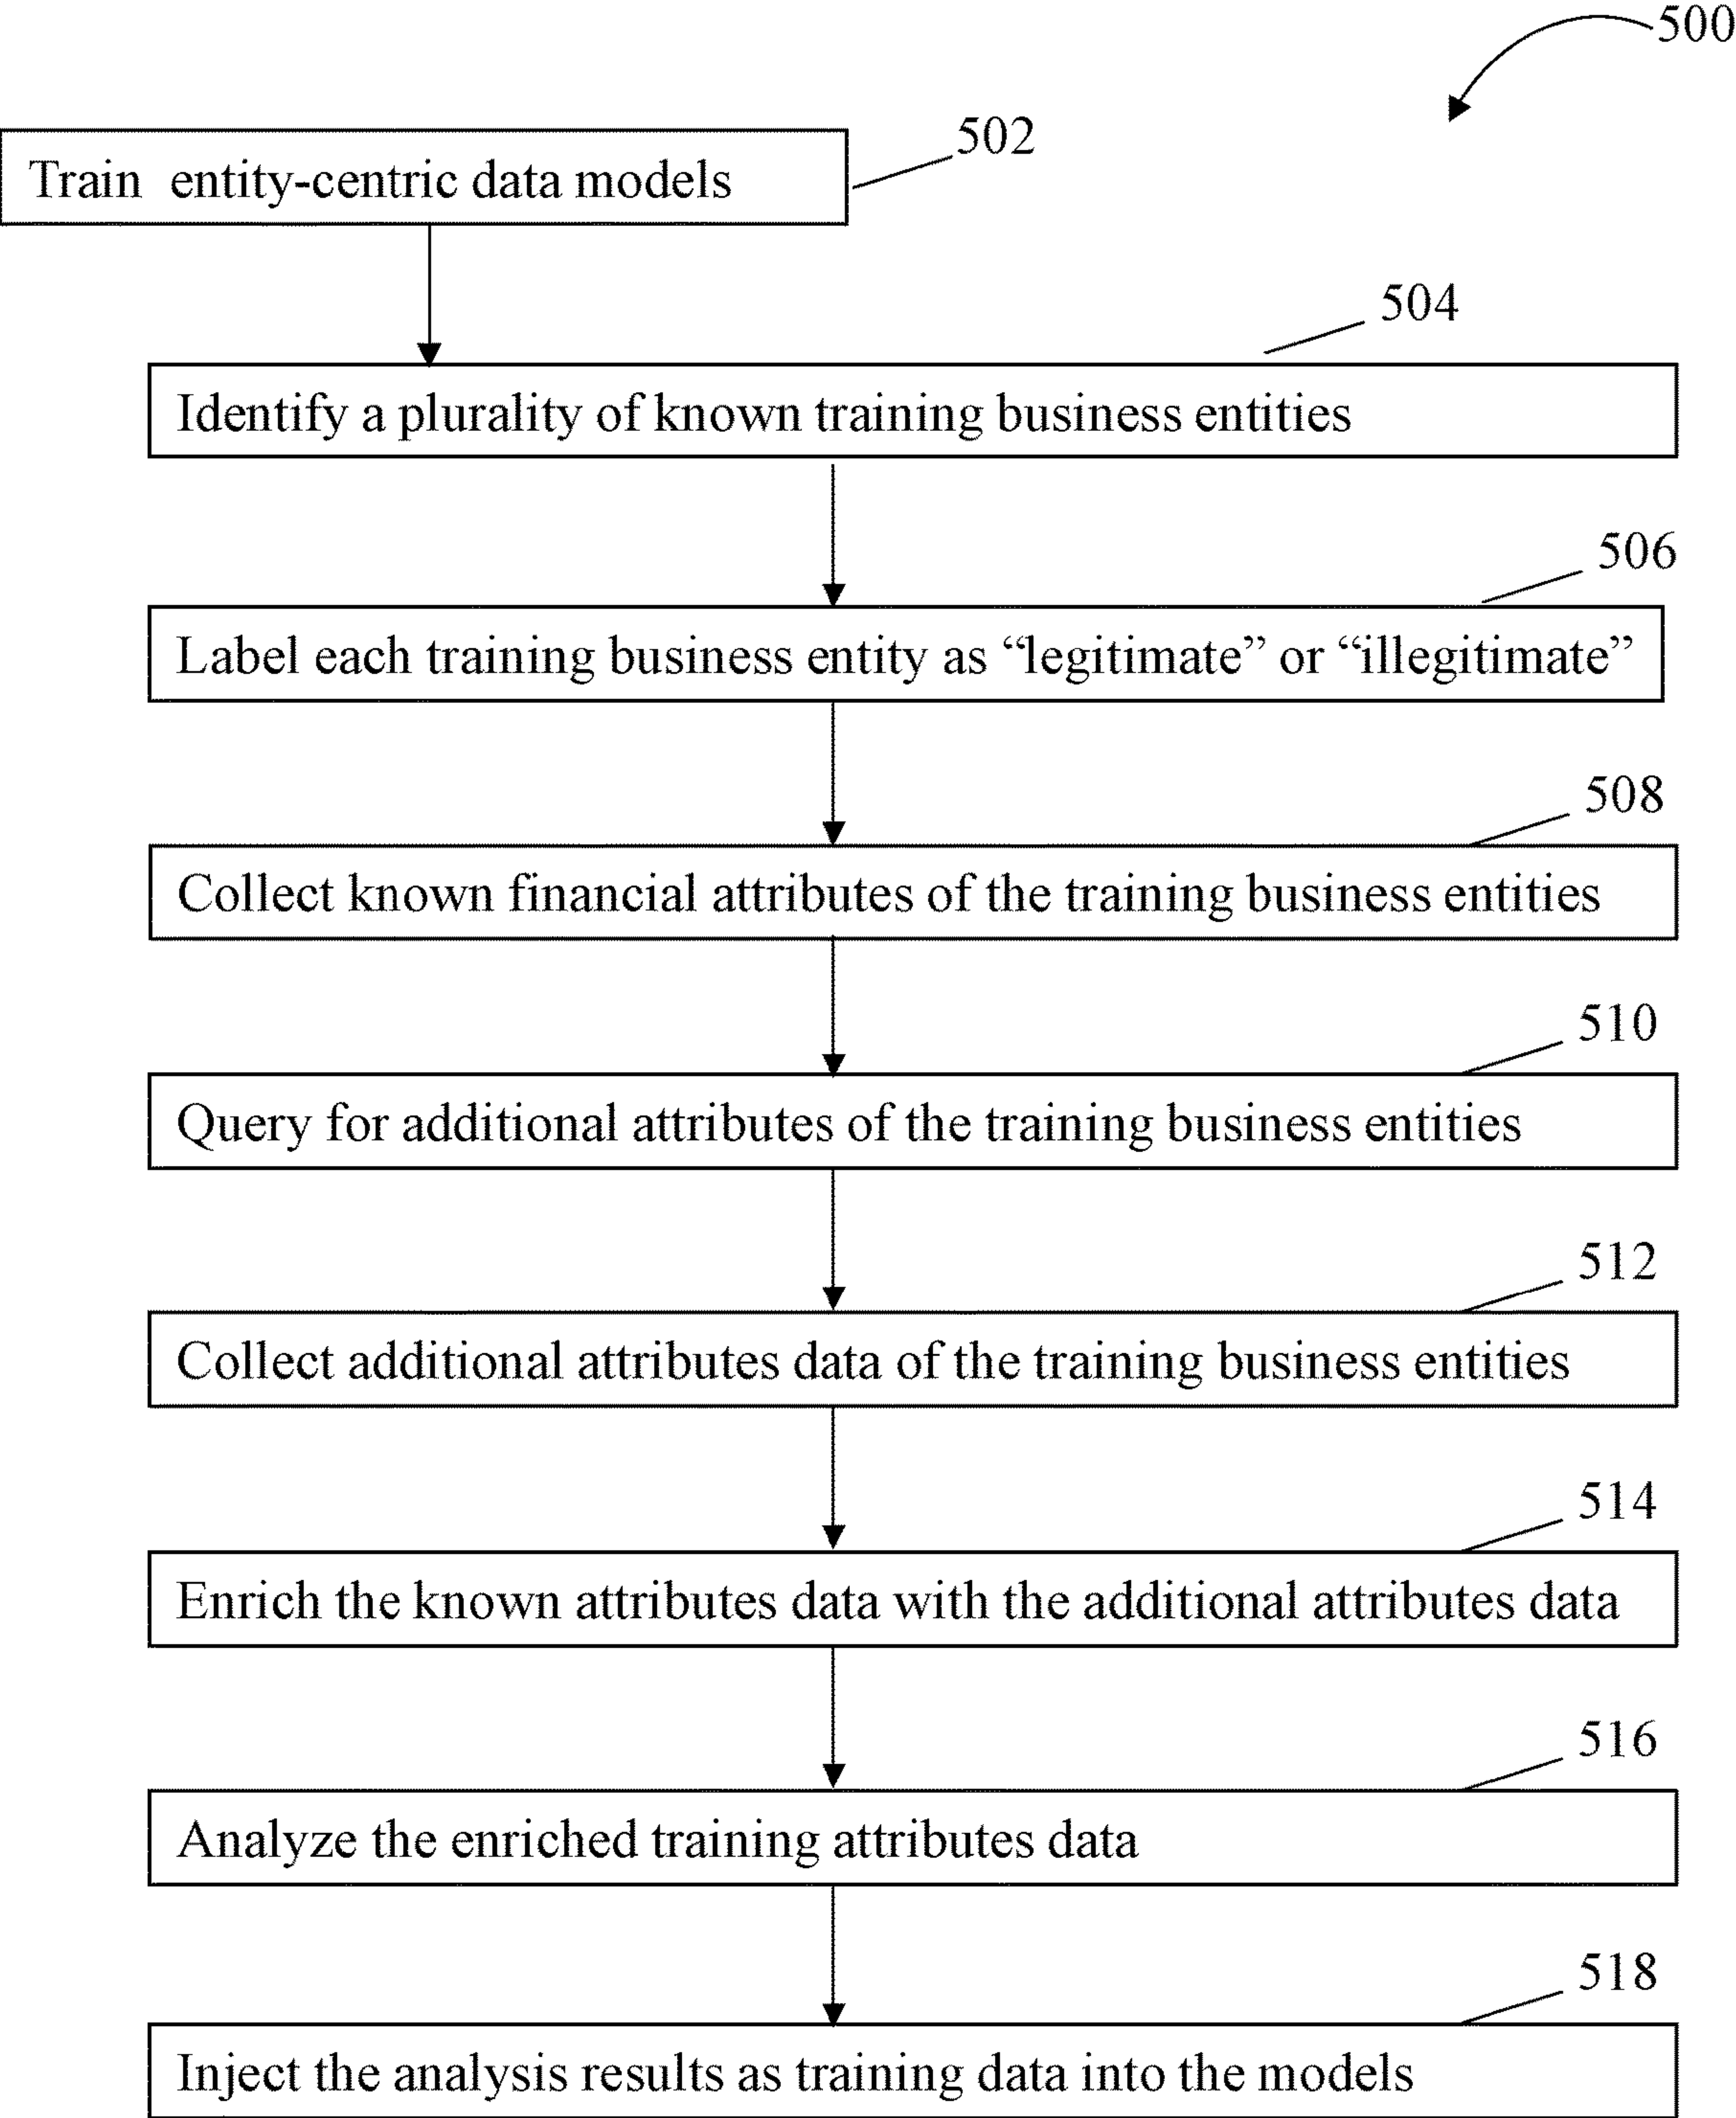 500
502
Train entity-centric data models
504
Identify a plurality of known training business entities
506
Label each training business entity as “legitimate” or “illegitimate”
508
Collect known financial attributes of the training business entities
510
Query for additional attributes of the training business entities
512
Collect additional attributes data of the training business entities
514
Enrich the known attributes data with the additional attributes data
516
Analyze the enriched training attributes data
518
Inject the analysis results as training data into the models